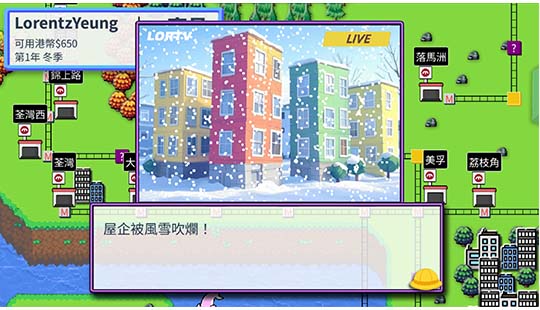 LorentzYeung
可用港幣$650
第1年 冬季
LORTV
LIVE
落馬洲
?
錦上路
荃灣西
荃灣
?
美孚
荔枝角
M
M
M
屋企被風雪吹爛！